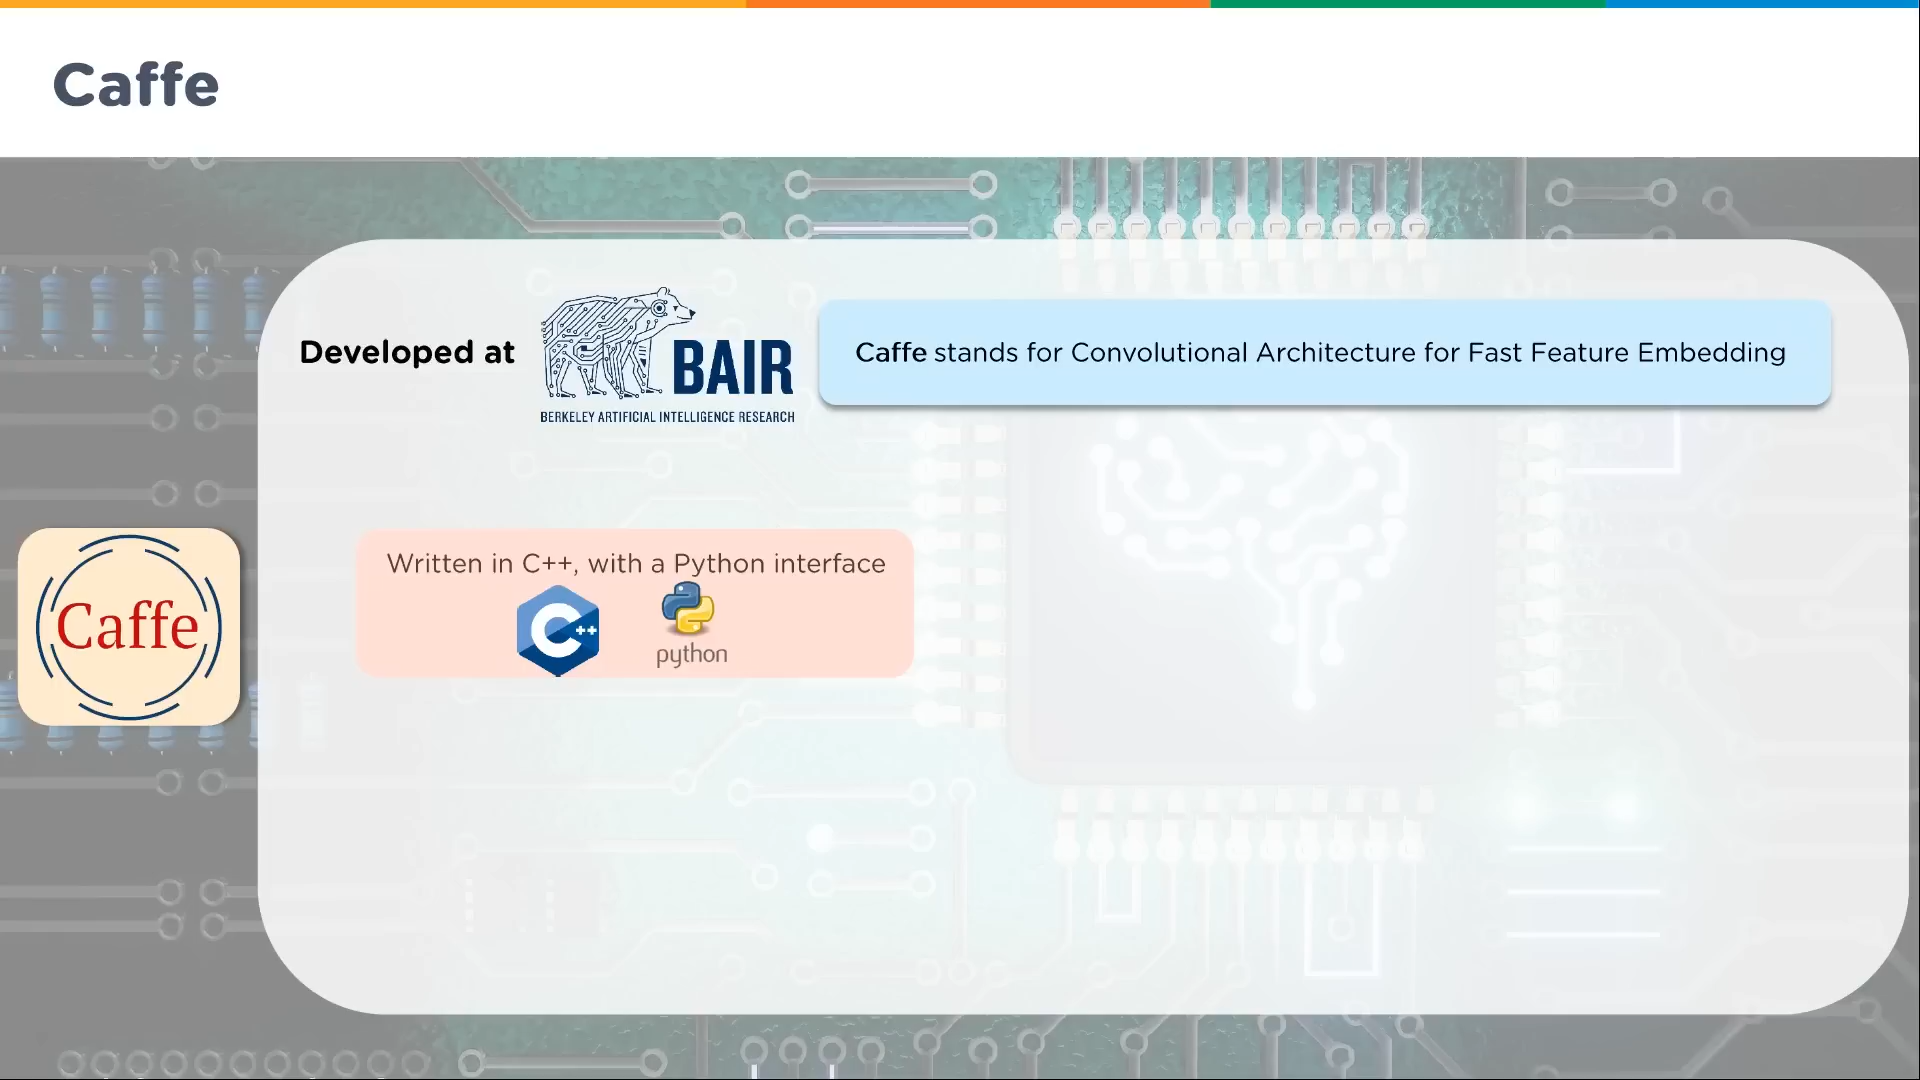 Caffe
Developed at
BAIR
BERKELEY ARTIFICIAL INTELLIGENCE RESEARCH
Caffe stands for Convolutional Architecture for Fast Feature Embedding
Caffe
Written in C++, with a Python interface
C++
python